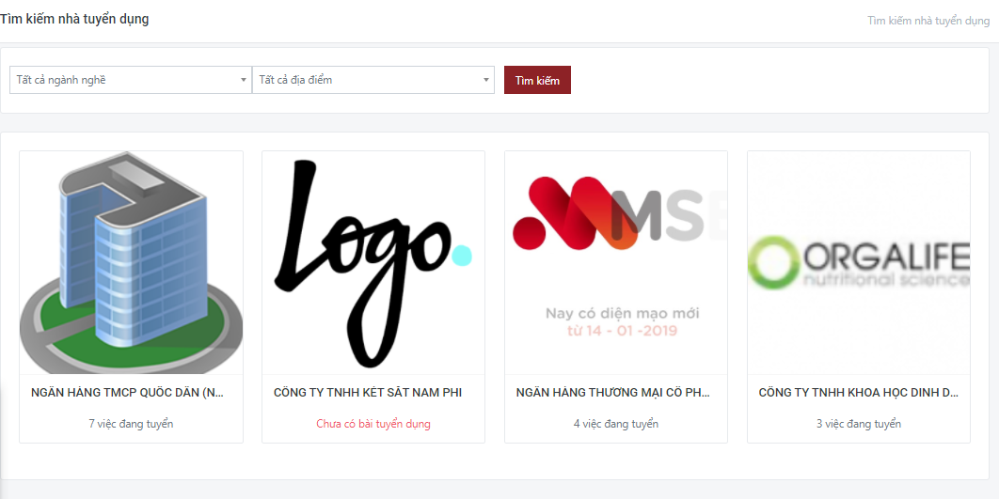 Tìm kiếm nhà tuyển dụng
Tìm kiếm nhà tuyển dụng
Tất cả ngành nghề
Tất cả địa điểm
Tìm kiếm
Logo.
MSB
ORGALIFE
nutritional science
Nay có diện mạo mới
từ 14 - 01 -2019
NGÂN HÀNG TMCP QUỐC DÂN (N...
CÔNG TY TNHH KÉT SẮT NAM PHI
NGÂN HÀNG THƯƠNG MẠI CỔ PH...
CÔNG TY TNHH KHOA HỌC DINH D...
7 việc đang tuyển
Chưa có bài tuyển dụng
4 việc đang tuyển
3 việc đang tuyển